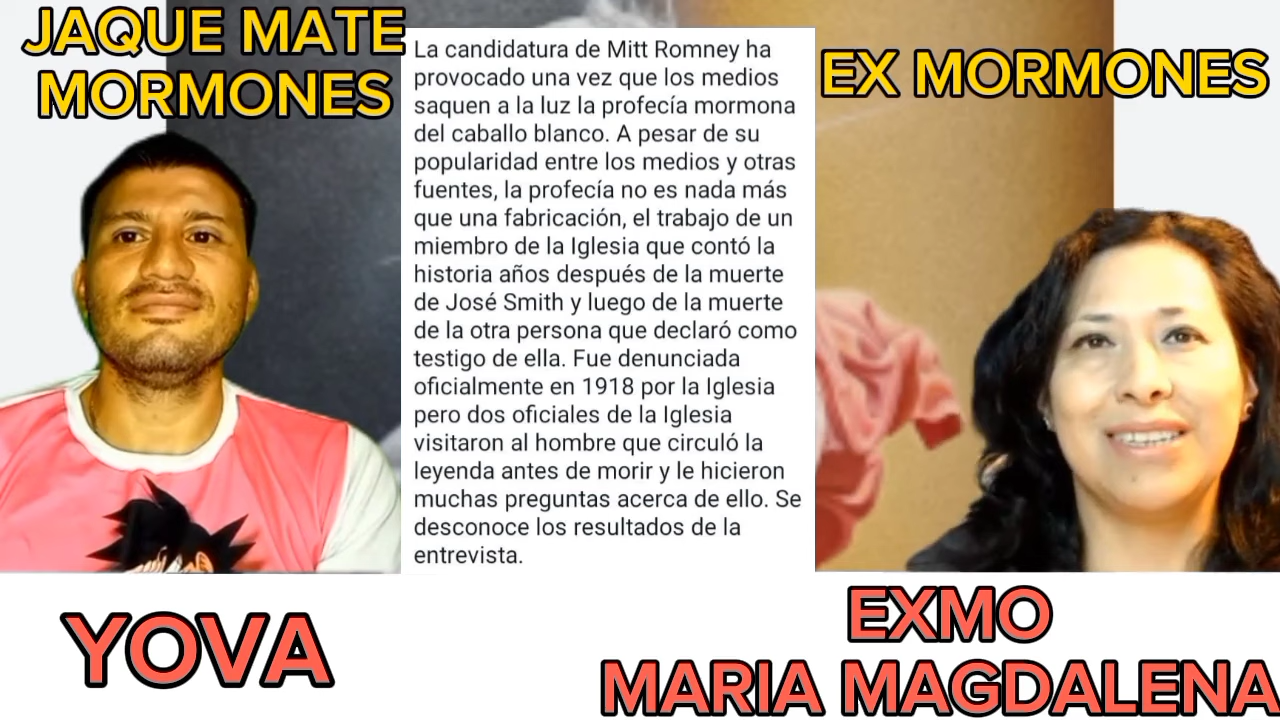 JAQUE MATE
MORMONES
La candidatura de Mitt Romney ha
provocado una vez que los medios
saquen a la luz la profecía mormona
del caballo blanco. A pesar de su
popularidad entre los medios y otras
fuentes, la profecía no es nada más
que una fabricación, el trabajo de un
miembro de la Iglesia que contó la
historia años después de la muerte
de José Smith y luego de la muerte
de la otra persona que declaró como
testigo de ella. Fue denunciada
oficialmente en 1918 por la Iglesia
pero dos oficiales de la Iglesia
visitaron al hombre que circuló la
leyenda antes de morir y le hicieron
muchas preguntas acerca de ello. Se
desconoce los resultados de la
entrevista.
EX MORMONES
YOVA
EXMO
MARIA MAGDALENA